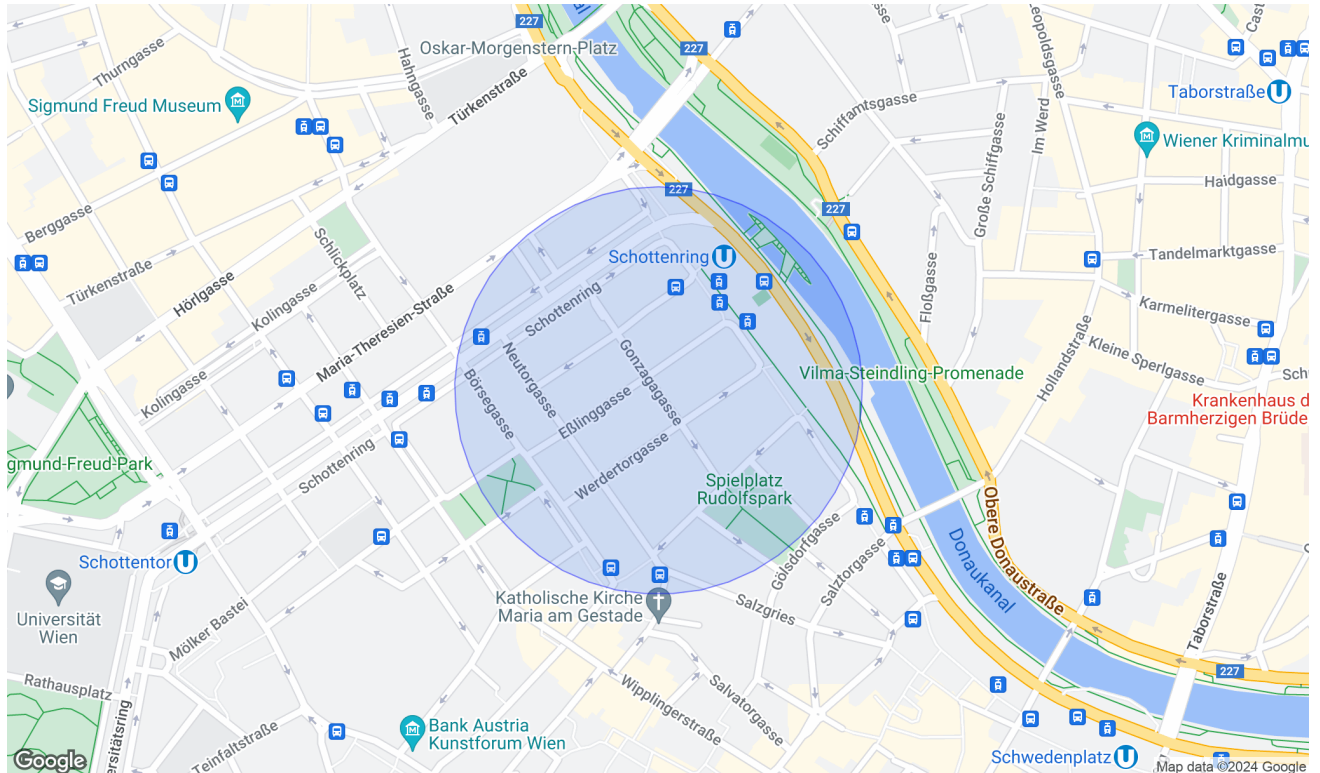 227
Oskar-Morgenstern-Platz
227
Thurngasse
Hahngasse
Türkenstraße
Sigmund Freud Museum
Leopoldsgasse
Taborstraße
Schiffamtsgasse
Im Werd
Große Schiffgasse
Wiener Kriminalmu
Haidgasse
Berggasse
227
227
Schlickplatz
Türkenstraße
Hörlgasse
Kolingasse
Maria-Theresien-Straße
Schottenring
Schottenring
Tandelmarktgasse
Floßgasse
Karmelitergasse
Hollandstraße
Kleine Sperlgasse
Neutorgasse
Gonzagagasse
Börsegasse
Eßlinggasse
Vilma-Steindling-Promenade
Kolingasse
Krankenhaus d
Barmherzigen Brüde
Werdertorgasse
Schottenring
gmund-Freud-Park
Spielplatz
Rudolfspark
Obere Donaustraße
Donaukanal
Gölsdorfgasse
Salztorgasse
Schottentor
Universität
Wien
Katholische Kirche
Maria am Gestade
Salzgries
Mölker Bastei
Taborstraße
227
Rathausplatz
Wipplingerstraße
Salvatorgasse
Bank Austria
Kunstforum Wien
Teinfaltstraße
ersitätsring
Schwedenplatz
Google
Map data ©2024 Google